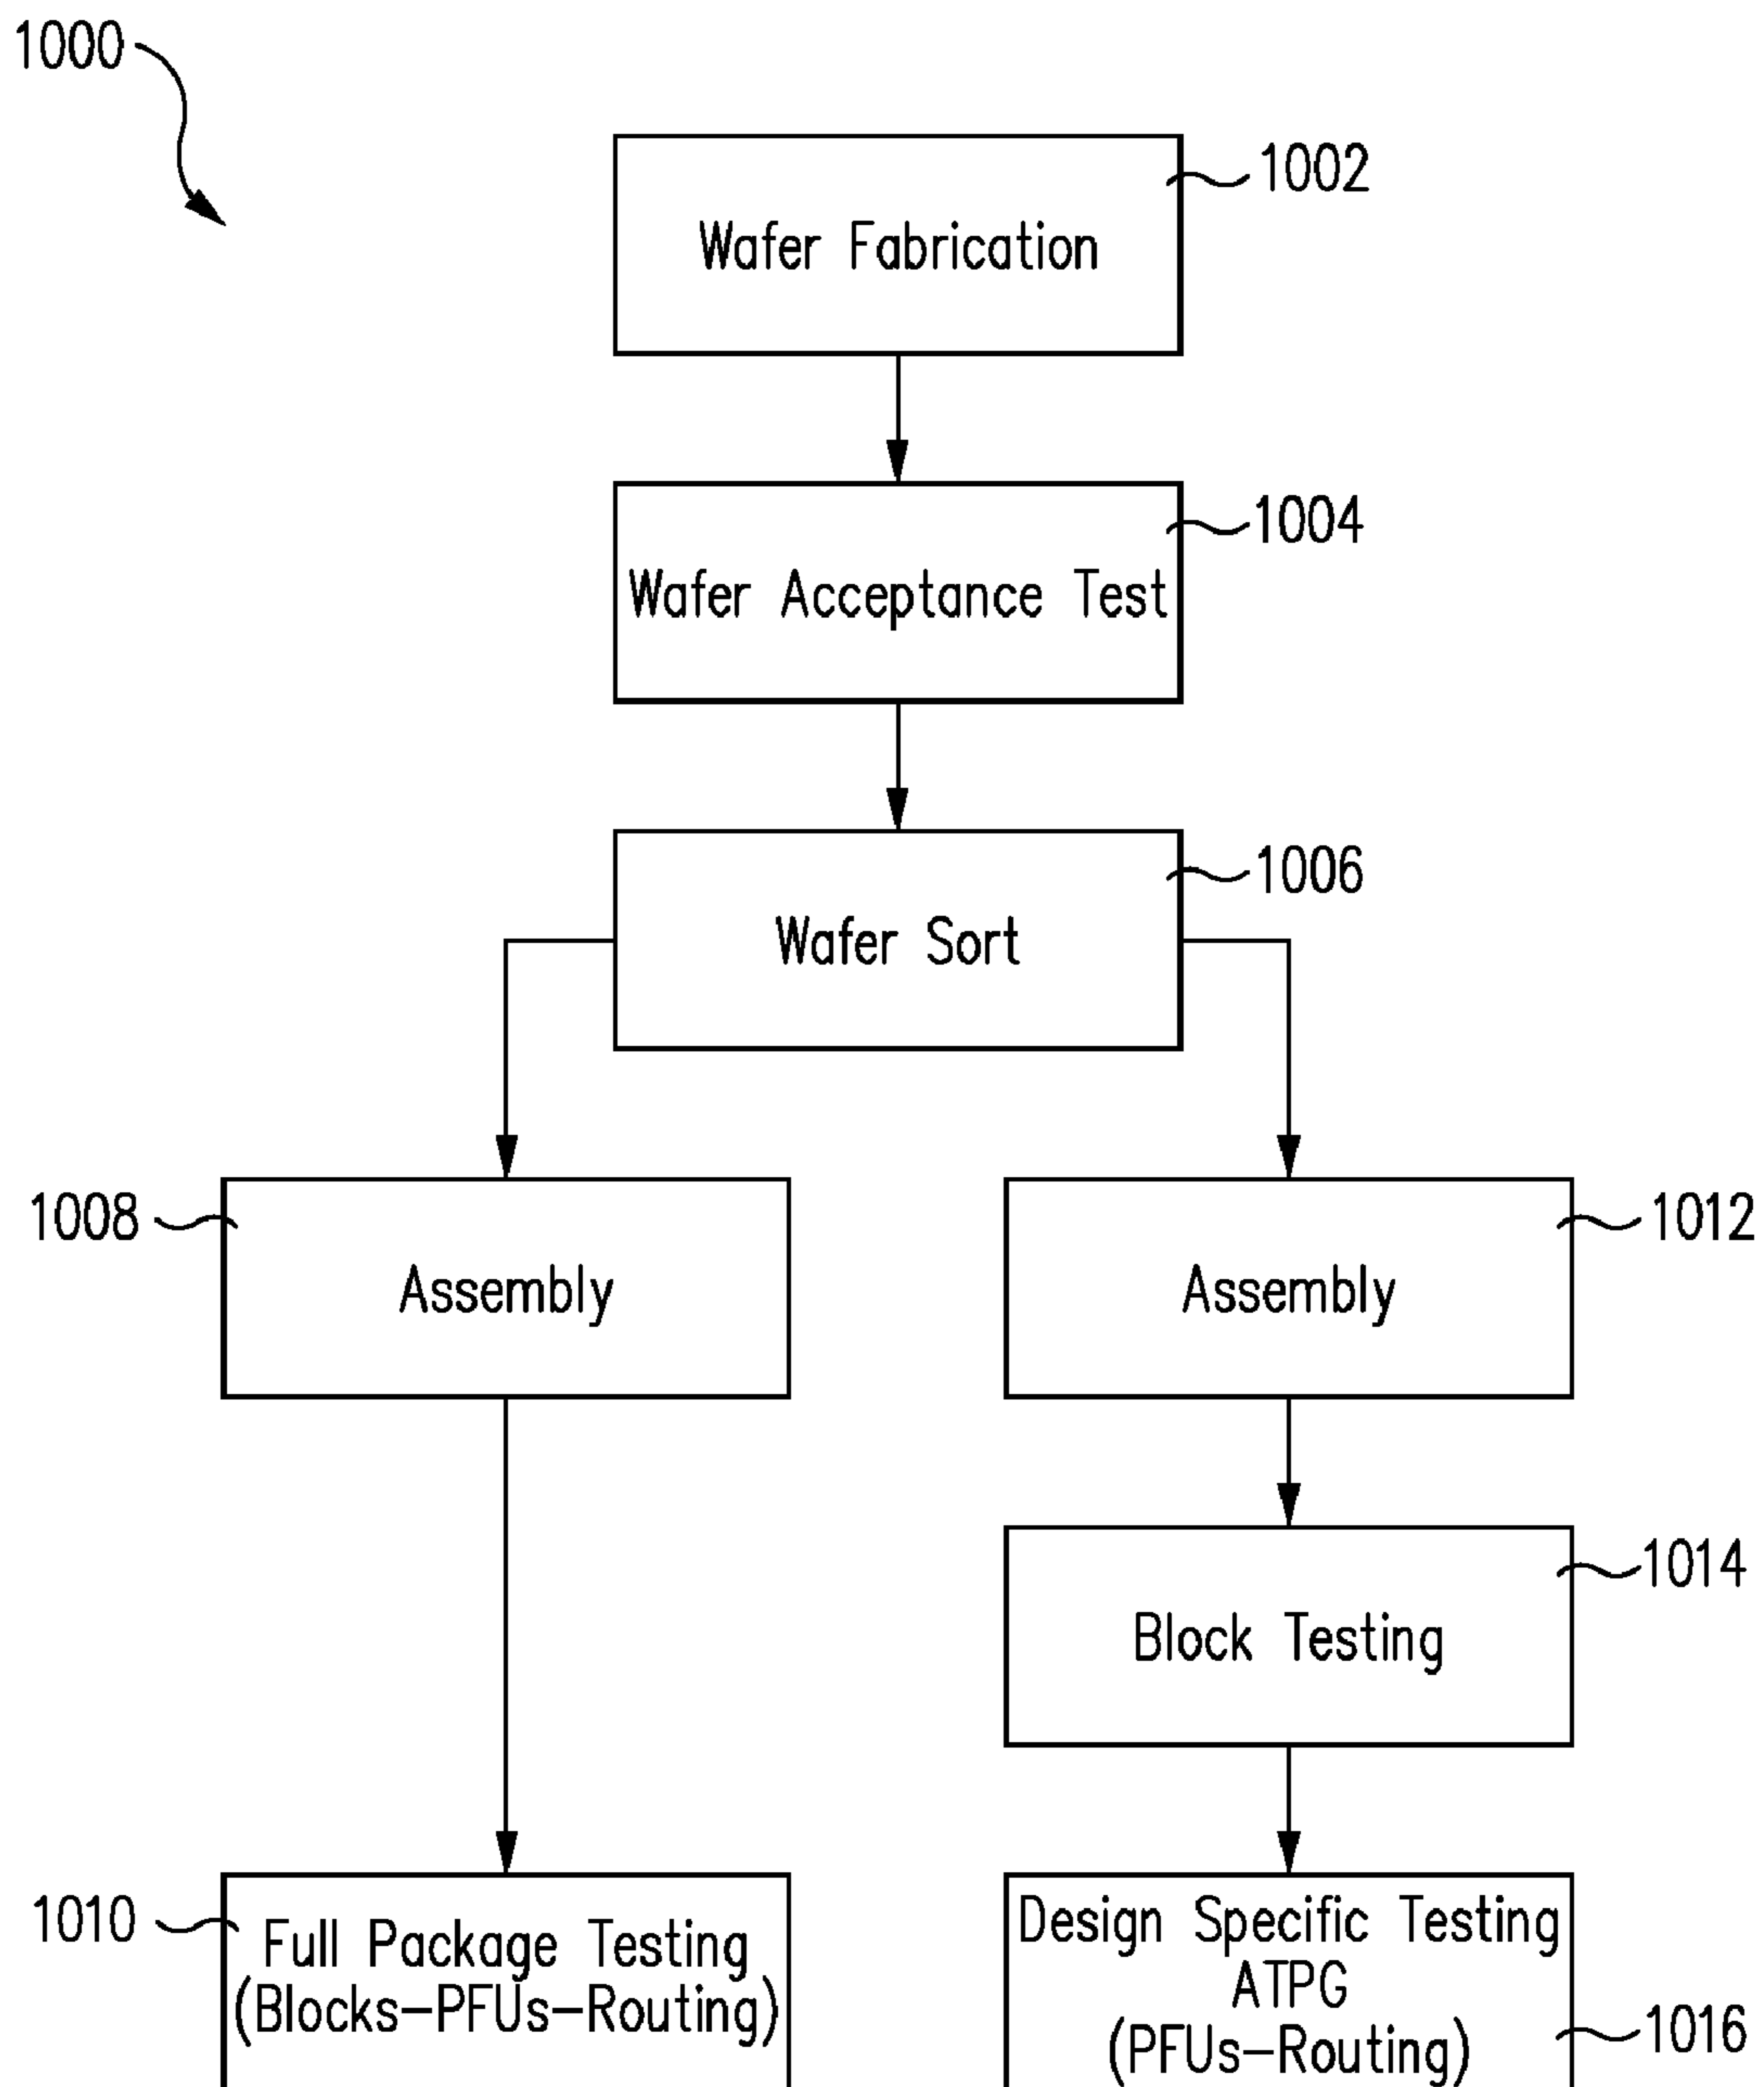 1000
1002
Wafer Fabrication
1004
Wafer Acceptance Test
1006
Wafer Sort
1008
Assembly
1012
Assembly
1014
Block Testing
1010
Full Package Testing
(Blocks-PFUs-Routing)
Design Specific Testing
ATPG
(PFUs-Routing)
1016